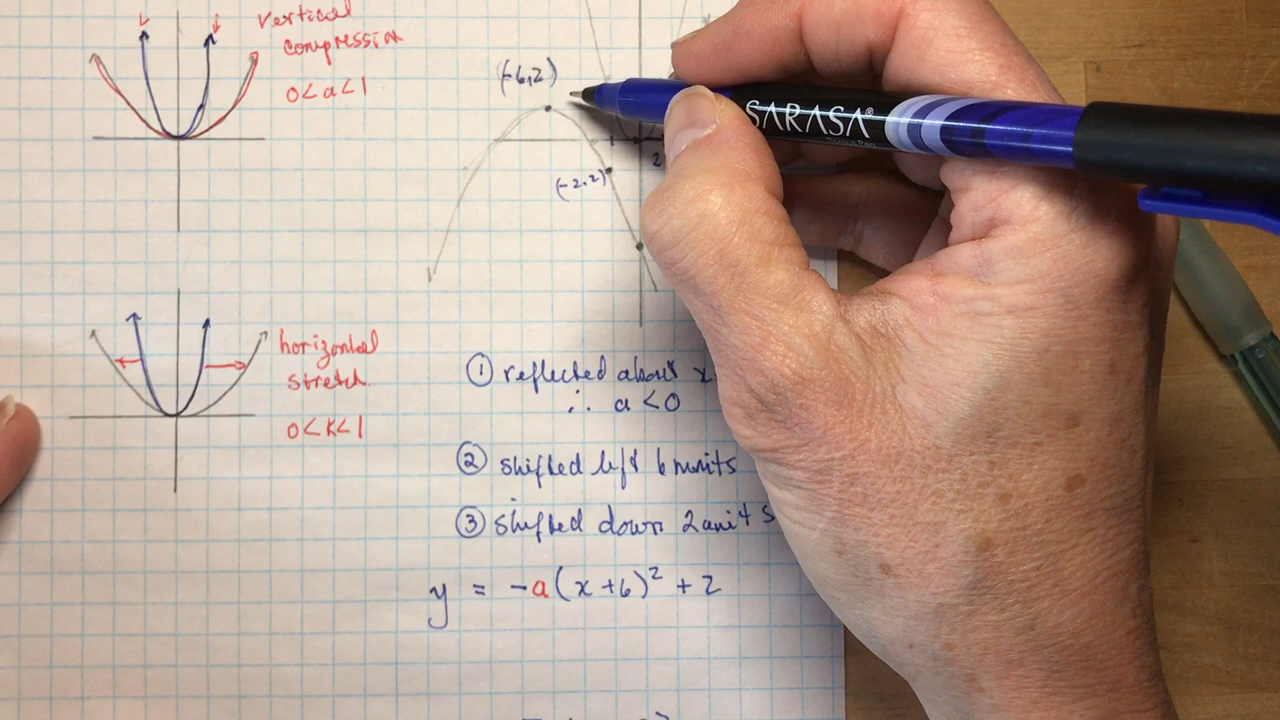 vertical
compression
0<a<1
(-6,2)
SARASA®
2
(-2,2)
horizontal
stretch
0<k<1
① reflected about x
∴ a <0
② shifted left 6 units
③ shifted down 2 units
y = -a(x+6)² + 2